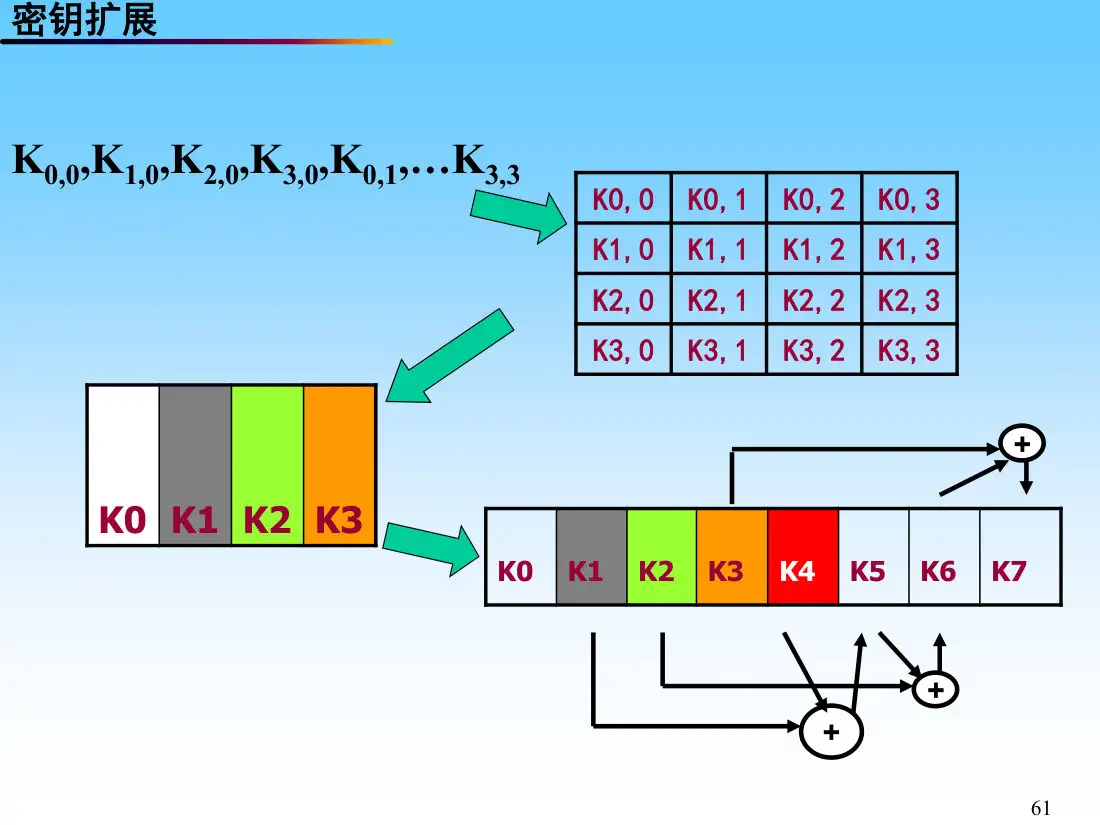 密钥扩展
K0,0,K1,0,K2,0,K3,0,K0,1,…K3,3
K0,0 K0,1 K0,2 K0,3
K1,0 K1,1 K1,2 K1,3
K2,0 K2,1 K2,2 K2,3
K3,0 K3,1 K3,2 K3,3
K0 K1 K2 K3
+
K0 K1 K2 K3 K4 K5 K6 K7
+
+
61